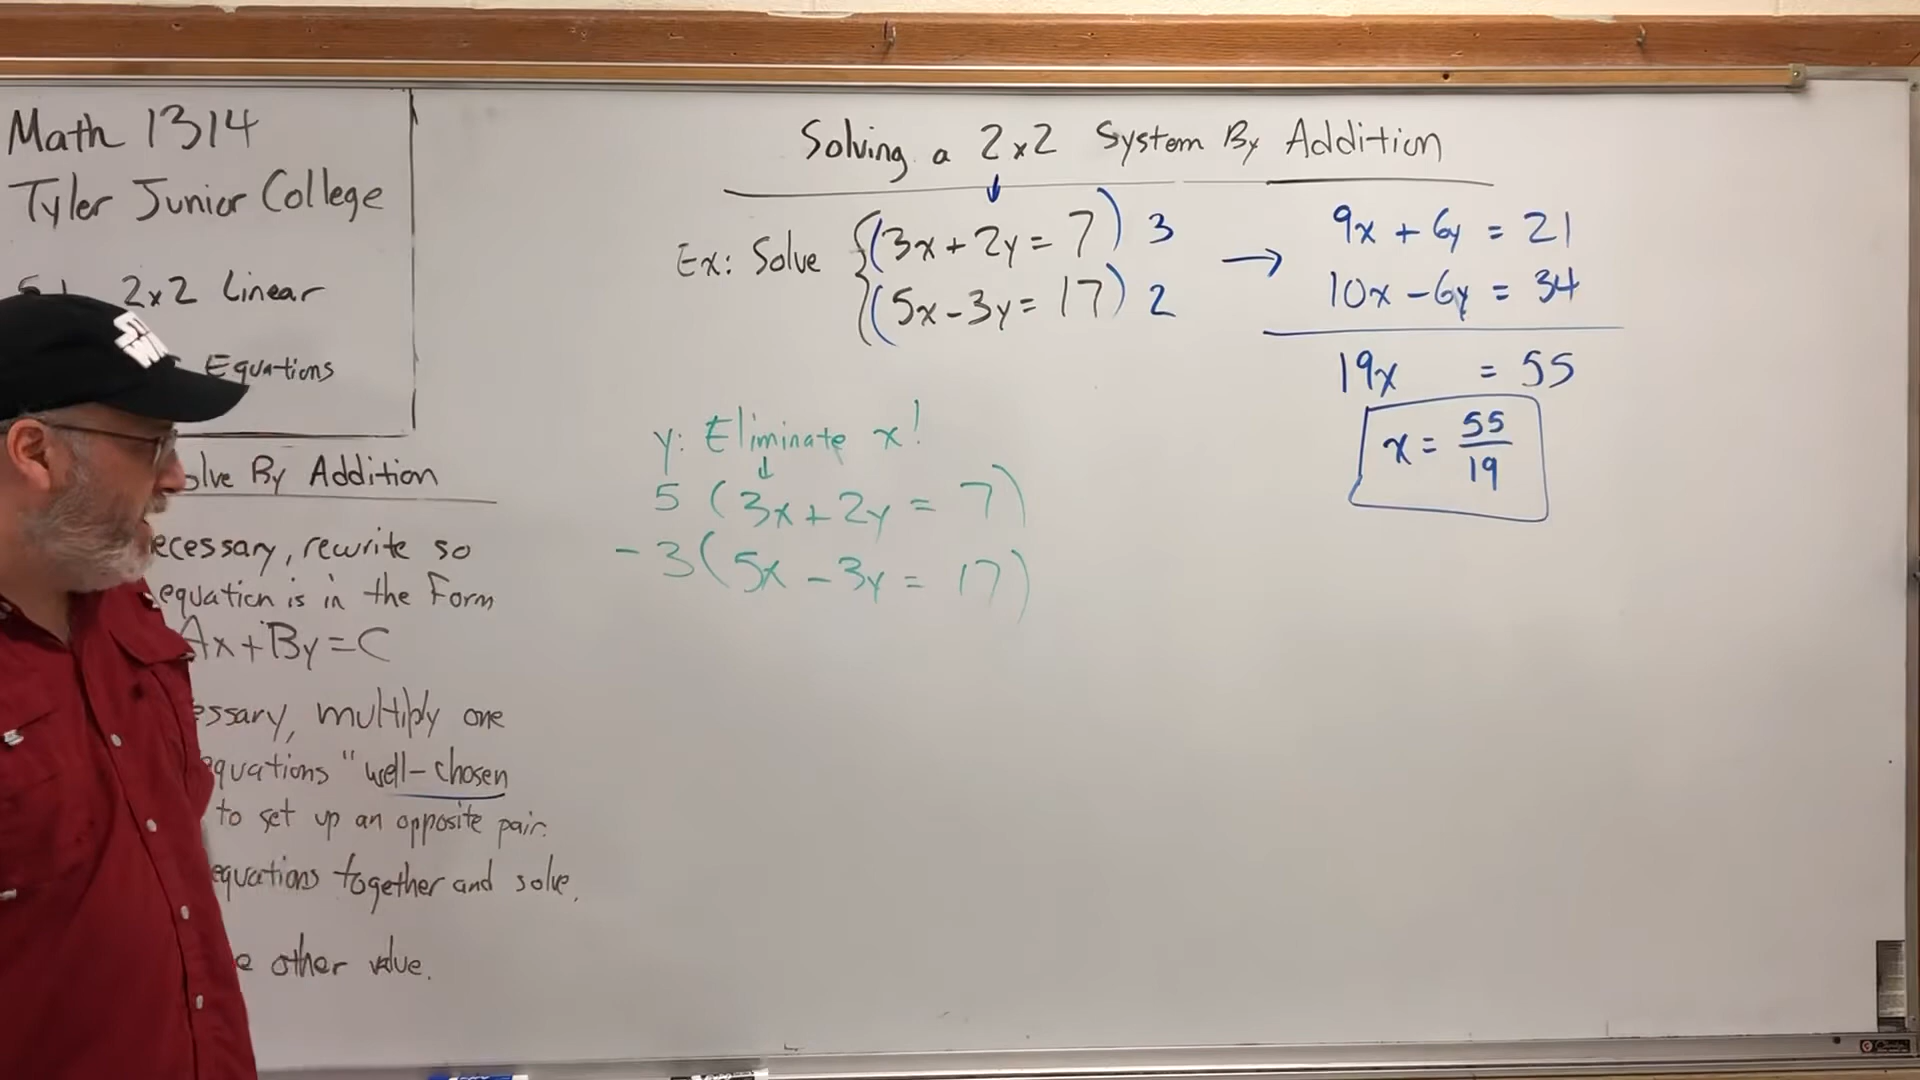 Math 1314
Tyler Junior College
2x2 Linear
Equations
Solve By Addition
necessary, rewrite so
equation is in the form
Ax+By=C
multiply one
equations "well-chosen
to set up an opposite pair.
equations together and solve.
other value.
Solving a 2x2 System By Addition
Ex: Solve { (3x+2y=7) 3
(5x-3y=17) 2
→ 9x + 6y = 21
10x - 6y = 34
19x = 55
x = 55/19
y: Eliminate x!
5 (3x+2y = 7)
-3 (5x - 3y = 17)